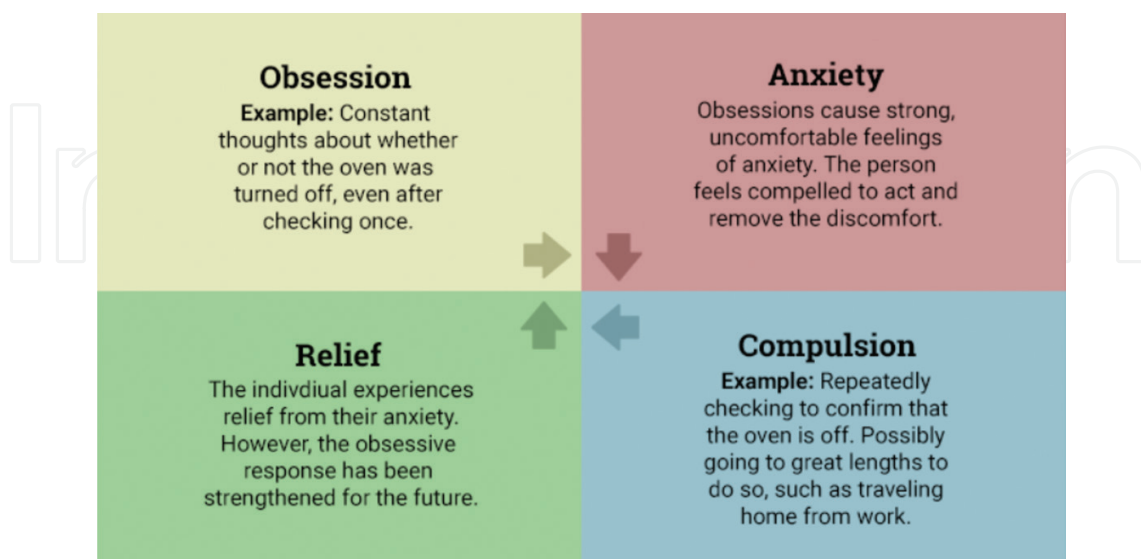 Obsession
Example: Constant
thoughts about whether
or not the oven was
turned off, even after
checking once.
Anxiety
Obsessions cause strong,
uncomfortable feelings
of anxiety. The person
feels compelled to act and
remove the discomfort.
Relief
The indivdiual experiences
relief from their anxiety.
However, the obsessive
response has been
strengthened for the future.
Compulsion
Example: Repeatedly
checking to confirm that
the oven is off. Possibly
going to great lengths to
do so, such as traveling
home from work.